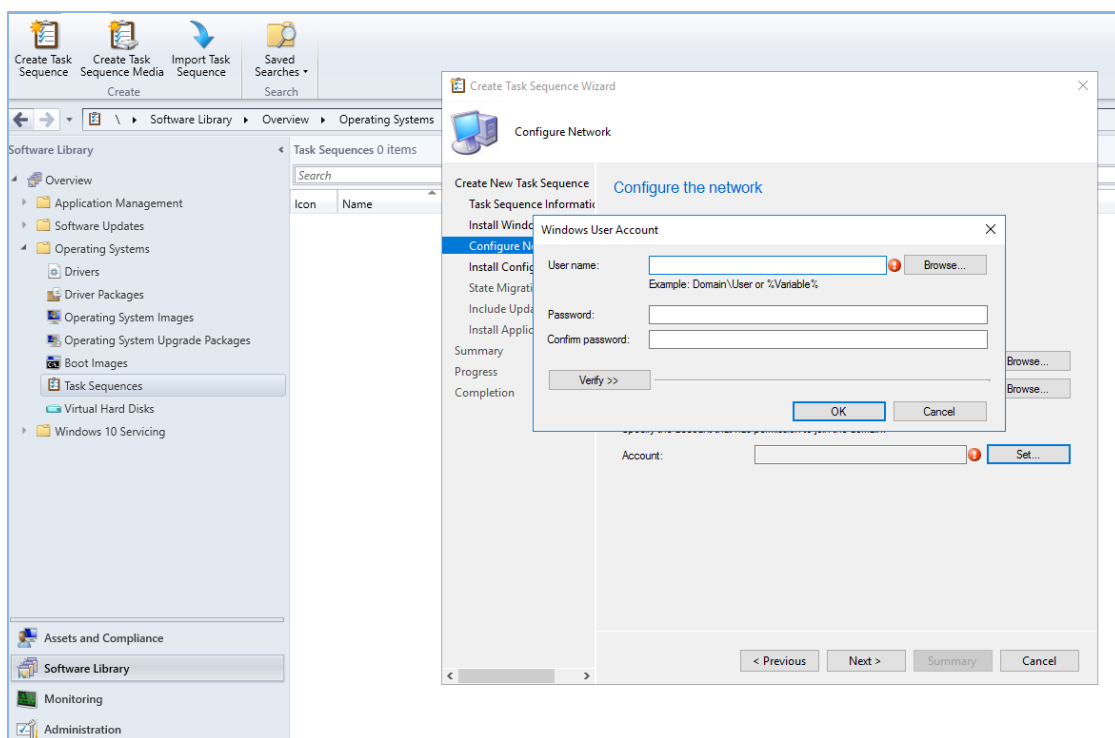 Create Task Sequence
Create Task Sequence Media
Import Task Sequence
Saved Searches
Create
Search
\ Software Library Overview Operating Systems
Software Library
Task Sequences 0 items
Overview
Application Management
Software Updates
Operating Systems
Drivers
Driver Packages
Operating System Images
Operating System Upgrade Packages
Boot Images
Task Sequences
Virtual Hard Disks
Windows 10 Servicing
Assets and Compliance
Software Library
Monitoring
Administration
Search
Icon Name
Create Task Sequence Wizard
Configure Network
Create New Task Sequence
Task Sequence Informatic
Install Windo
Configure N
Install Config
State Migrati
Include Upda
Install Applic
Summary
Progress
Completion
Configure the network
Windows User Account
User name:
Browse...
Example: Domain\User or %Variable%
Password:
Confirm password:
Verify >>
OK
Cancel
Browse...
Browse...
Account:
Set...
< Previous
Next >
Summary
Cancel